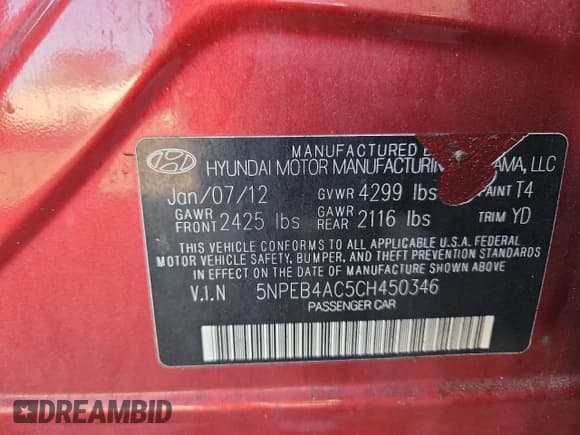 MANUFACTURED
HYUNDAI MOTOR MANUFACTURIN AMA, LLC
Jan/07/12 GVWR 4299 lbs PAINT T4
GAWR FRONT 2425 lbs GAWR REAR 2116 lbs TRIM YD
THIS VEHICLE CONFORMS TO ALL APPLICABLE U.S.A. FEDERAL
MOTOR VEHICLE SAFETY, BUMPER, AND THEFT PREVENTION STANDARDS
IN EFFECT ON THE DATE OF MANUFACTURE SHOWN ABOVE
V.I.N 5NPEB4AC5CH450346
PASSENGER CAR
DREAMBID